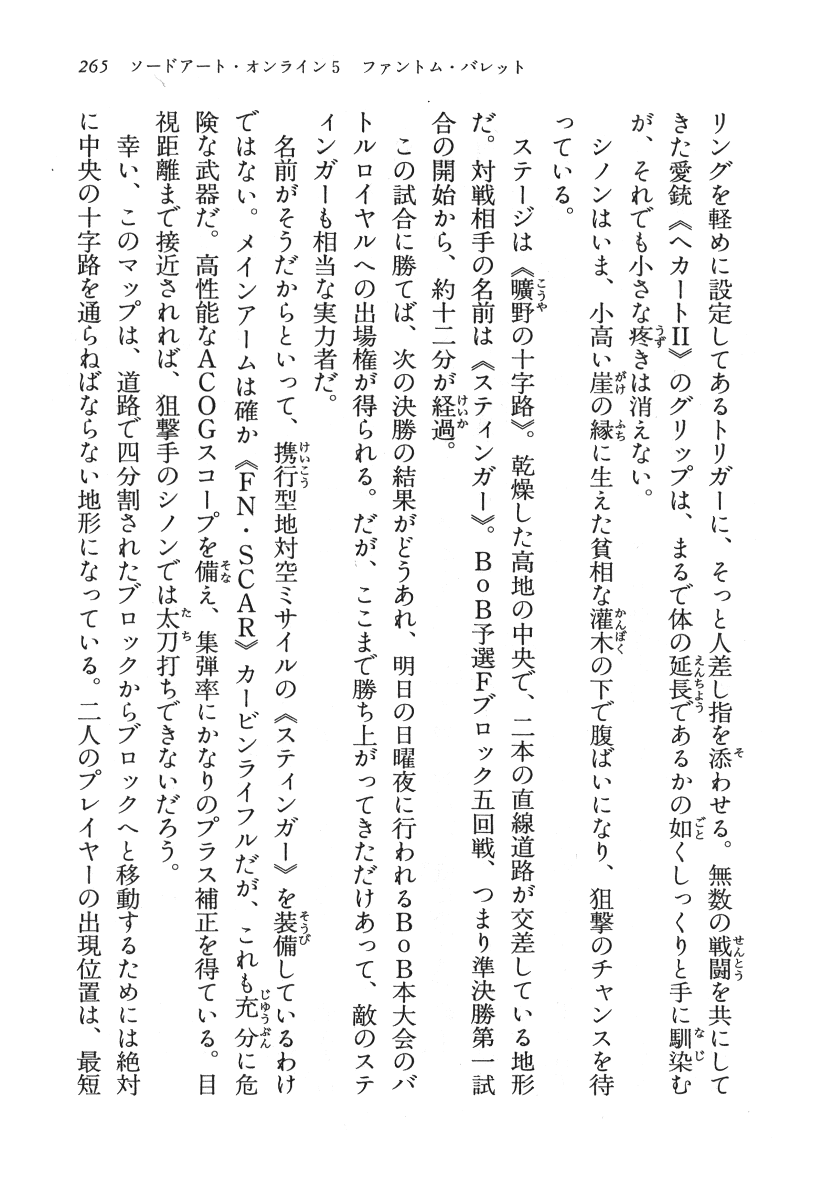 265　ソードアート・オンライン5　ファントム・バレット
リングを軽めに設定してあるトリガーに、そっと人差し指を添わせる。無数の戦闘を共にして
きた愛銃《ヘカートII》のグリップは、まるで体の延長であるかの如くしっくりと手に馴染む
が、それでも小さな疼きは消えない。
　シノンはいま、小高い崖の縁に生えた貧相な灌木の下で腹ばいになり、狙撃のチャンスを待
っている。
　ステージは《曠野の十字路》。乾燥した高地の中央で、二本の直線道路が交差している地形
だ。対戦相手の名前は《スティンガー》。BoB予選Fブロック五回戦、つまり準決勝第一試
合の開始から、約十二分が経過。
　この試合に勝てば、次の決勝の結果がどうあれ、明日の日曜夜に行われるBoB本大会のバ
トルロイヤルへの出場権が得られる。だが、ここまで勝ち上がってきただけあって、敵のステ
ィンガーも相当な実力者だ。
　名前がそうだからといって、携行型地対空ミサイルの《スティンガー》を装備しているわけ
ではない。メインアームは確か《FN・SCAR》カービンライフルだが、これも充分に危
険な武器だ。高性能なACOGスコープを備え、集弾率にかなりのプラス補正を得ている。目
視距離まで接近されれば、狙撃手のシノンでは太刀打ちできないだろう。
　幸い、このマップは、道路で四分割されたブロックからブロックへと移動するためには絶対
に中央の十字路を通らねばならない地形になっている。二人のプレイヤーの出現位置は、最短